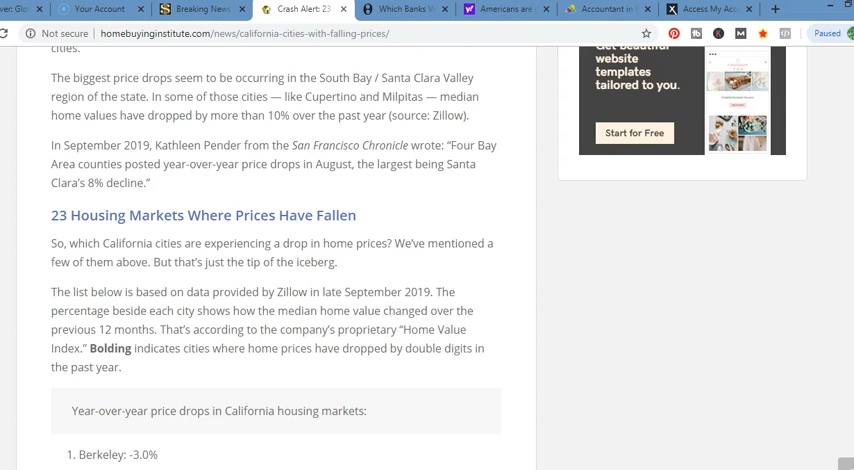 ver: Glo
Your Account
Breaking News
Crash Alert: 23
Which Banks W
Americans are
Accountant in
Access My Acc
Not secure | homebuyinginstitute.com/news/california-cities-with-falling-prices/
Paused
cities.
The biggest price drops seem to be occurring in the South Bay / Santa Clara Valley
region of the state. In some of those cities — like Cupertino and Milpitas — median
home values have dropped by more than 10% over the past year (source: Zillow).
In September 2019, Kathleen Pender from the San Francisco Chronicle wrote: “Four Bay
Area counties posted year-over-year price drops in August, the largest being Santa
Clara’s 8% decline.”
23 Housing Markets Where Prices Have Fallen
So, which California cities are experiencing a drop in home prices? We’ve mentioned a
few of them above. But that’s just the tip of the iceberg.
The list below is based on data provided by Zillow in late September 2019. The
percentage beside each city shows how the median home value changed over the
previous 12 months. That’s according to the company’s proprietary “Home Value
Index.” Bolding indicates cities where home prices have dropped by double digits in
the past year.
Year-over-year price drops in California housing markets:
1. Berkeley: -3.0%
Get beautiful
website
templates
tailored to you.
Start for Free